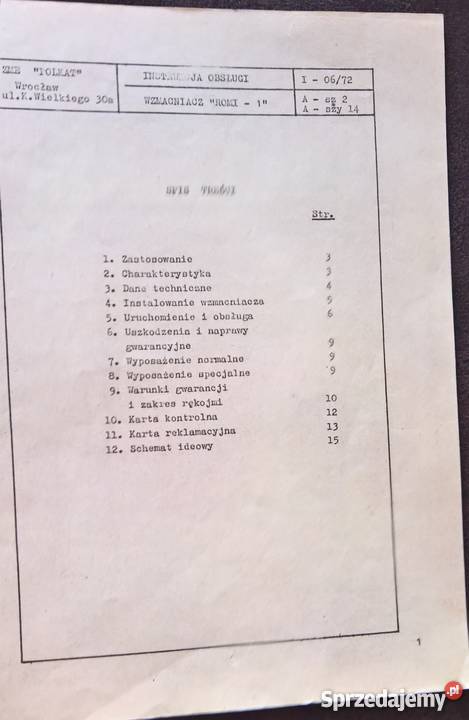 ZME "TOLKAT"
Wrocław
ul.K.Wielkiego 30a
INSTRUKCJA OBSŁUGI
WZMACNIACZ "ROMI - 1"
I - 06/72
A - sz 2
A - szy 14
SPIS TREŚCI
Str.
1. Zastosowanie 3
2. Charakterystyka 3
3. Dane techniczne 4
4. Instalowanie wzmacniacza 5
5. Uruchomienie i obsługa 6
6. Uszkodzenia i naprawy
gwarancyjne 9
7. Wyposażenie normalne 9
8. Wyposażenie specjalne 9
9. Warunki gwarancji
i zakres rękojmi 10
10. Karta kontrolna 12
11. Karta reklamacyjna 13
12. Schemat ideowy 15
1
Sprzedajemy.pl